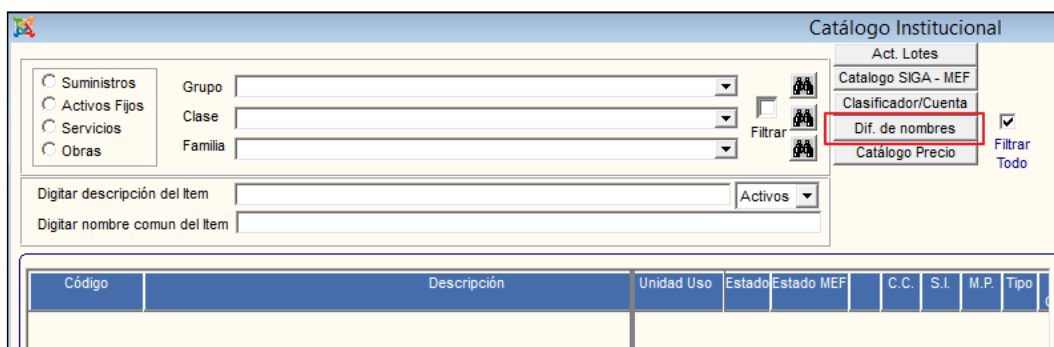 Catálogo Institucional
Act. Lotes
Catalogo SIGA - MEF
Clasificador/Cuenta
Dif. de nombres
Catálogo Precio
Suministros
Activos Fijos
Servicios
Obras
Grupo
Clase
Familia
Filtrar
Filtrar
Todo
Digitar descripción del Item
Activos
Digitar nombre comun del Item
Código Descripción Unidad Uso Estado Estado MEF C.C. S.I. M.P. Tipo